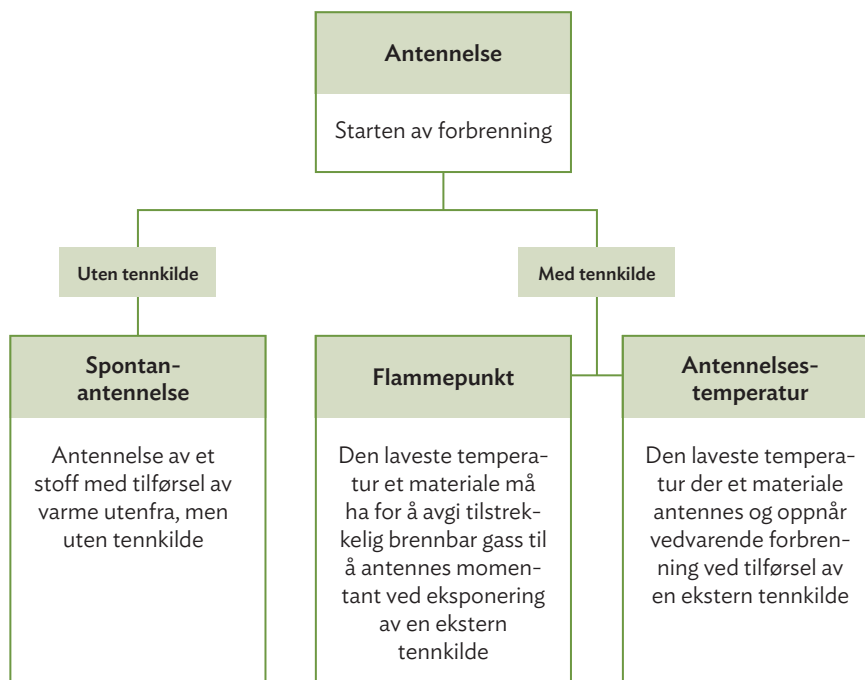 Antennelse
Starten av forbrenning
Uten tennkilde
Med tennkilde
Spontan-
antennelse
Antennelse av et
stoff med tilførsel av
varme utenfra, men
uten tennkilde
Flammepunkt
Den laveste tempera-
tur et materiale må
ha for å avgi tilstrek-
kelig brennbar gass til
å antennes momen-
tant ved eksponering
av en ekstern
tennkilde
Antennelses-
temperatur
Den laveste tempera-
tur der et materiale
antennes og oppnår
vedvarende forbren-
ning ved tilførsel av
en ekstern tennkilde